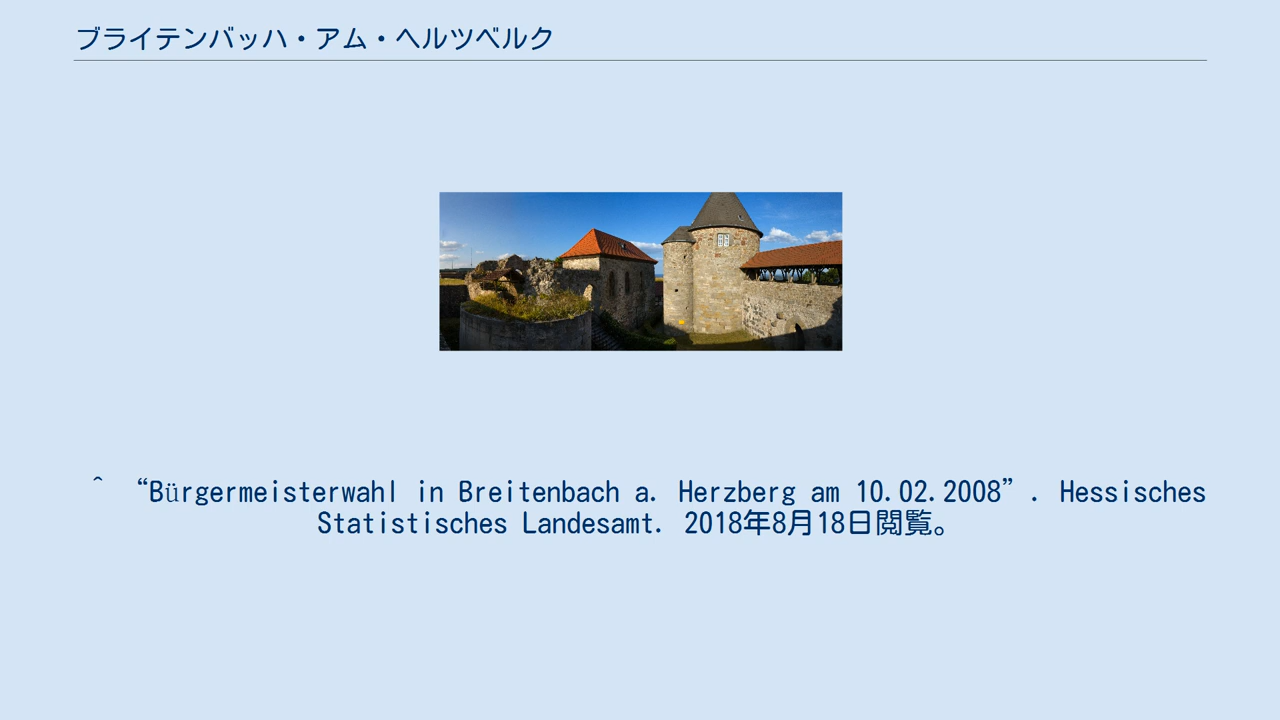 ブライテンバッハ・アム・ヘルツベルク
^ “Bürgermeisterwahl in Breitenbach a. Herzberg am 10.02.2008”. Hessisches
Statistisches Landesamt. 2018年8月18日閲覧。